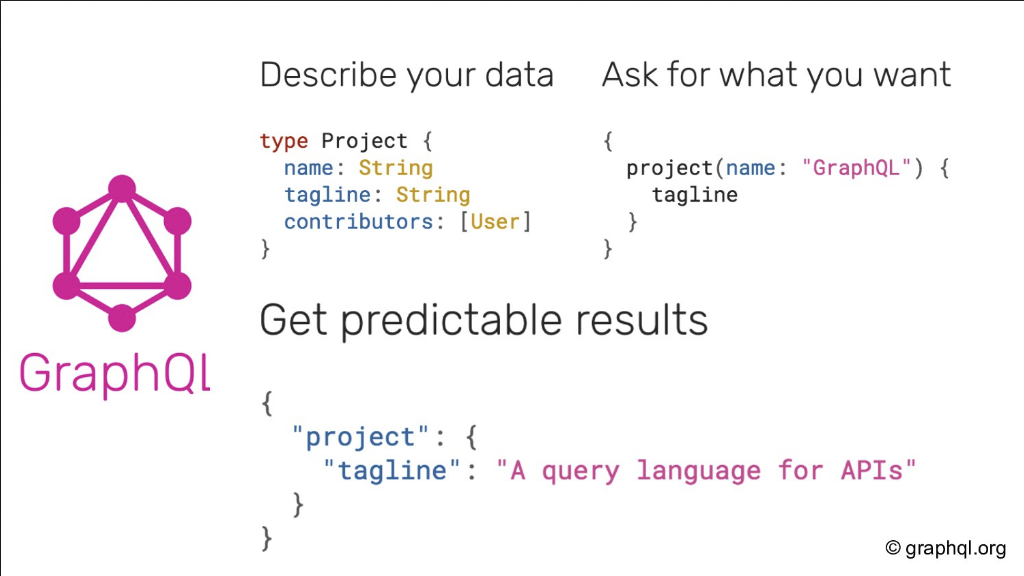 Describe your data
type Project {
  name: String
  tagline: String
  contributors: [User]
}
Ask for what you want
{
  project(name: "GraphQL") {
    tagline
  }
}
GraphQL
Get predictable results
{
  "project": {
    "tagline": "A query language for APIs"
  }
}
© graphql.org